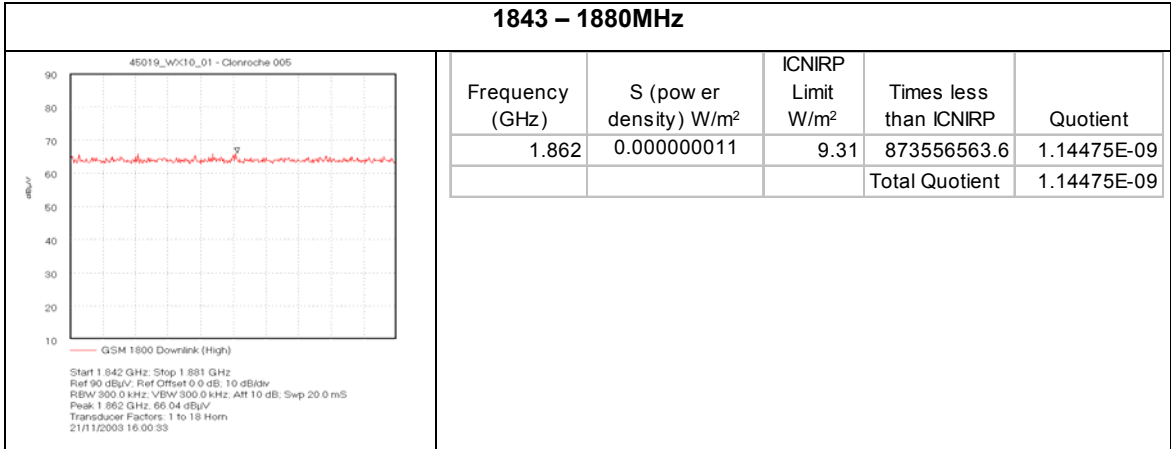 1843 – 1880MHz
45019_WX10_01 - Clonroche 005
90
80
70
60
50
40
30
20
10
dBµV
GSM 1800 Downlink (High)
Start 1.842 GHz; Stop 1.881 GHz
Ref 90 dBµV; Ref Offset 0.0 dB; 10 dB/div
RBW 300.0 kHz; VBW 300.0 kHz; Att 10 dB; Swp 20.0 mS
Peak 1.862 GHz, 66.04 dBµV
Transducer Factors: 1 to 18 Horn
21/11/2003 16:00:33
Frequency (GHz) S (pow er density) W/m² ICNIRP Limit W/m² Times less than ICNIRP Quotient
1.862 0.000000011 9.31 873556563.6 1.14475E-09
Total Quotient 1.14475E-09